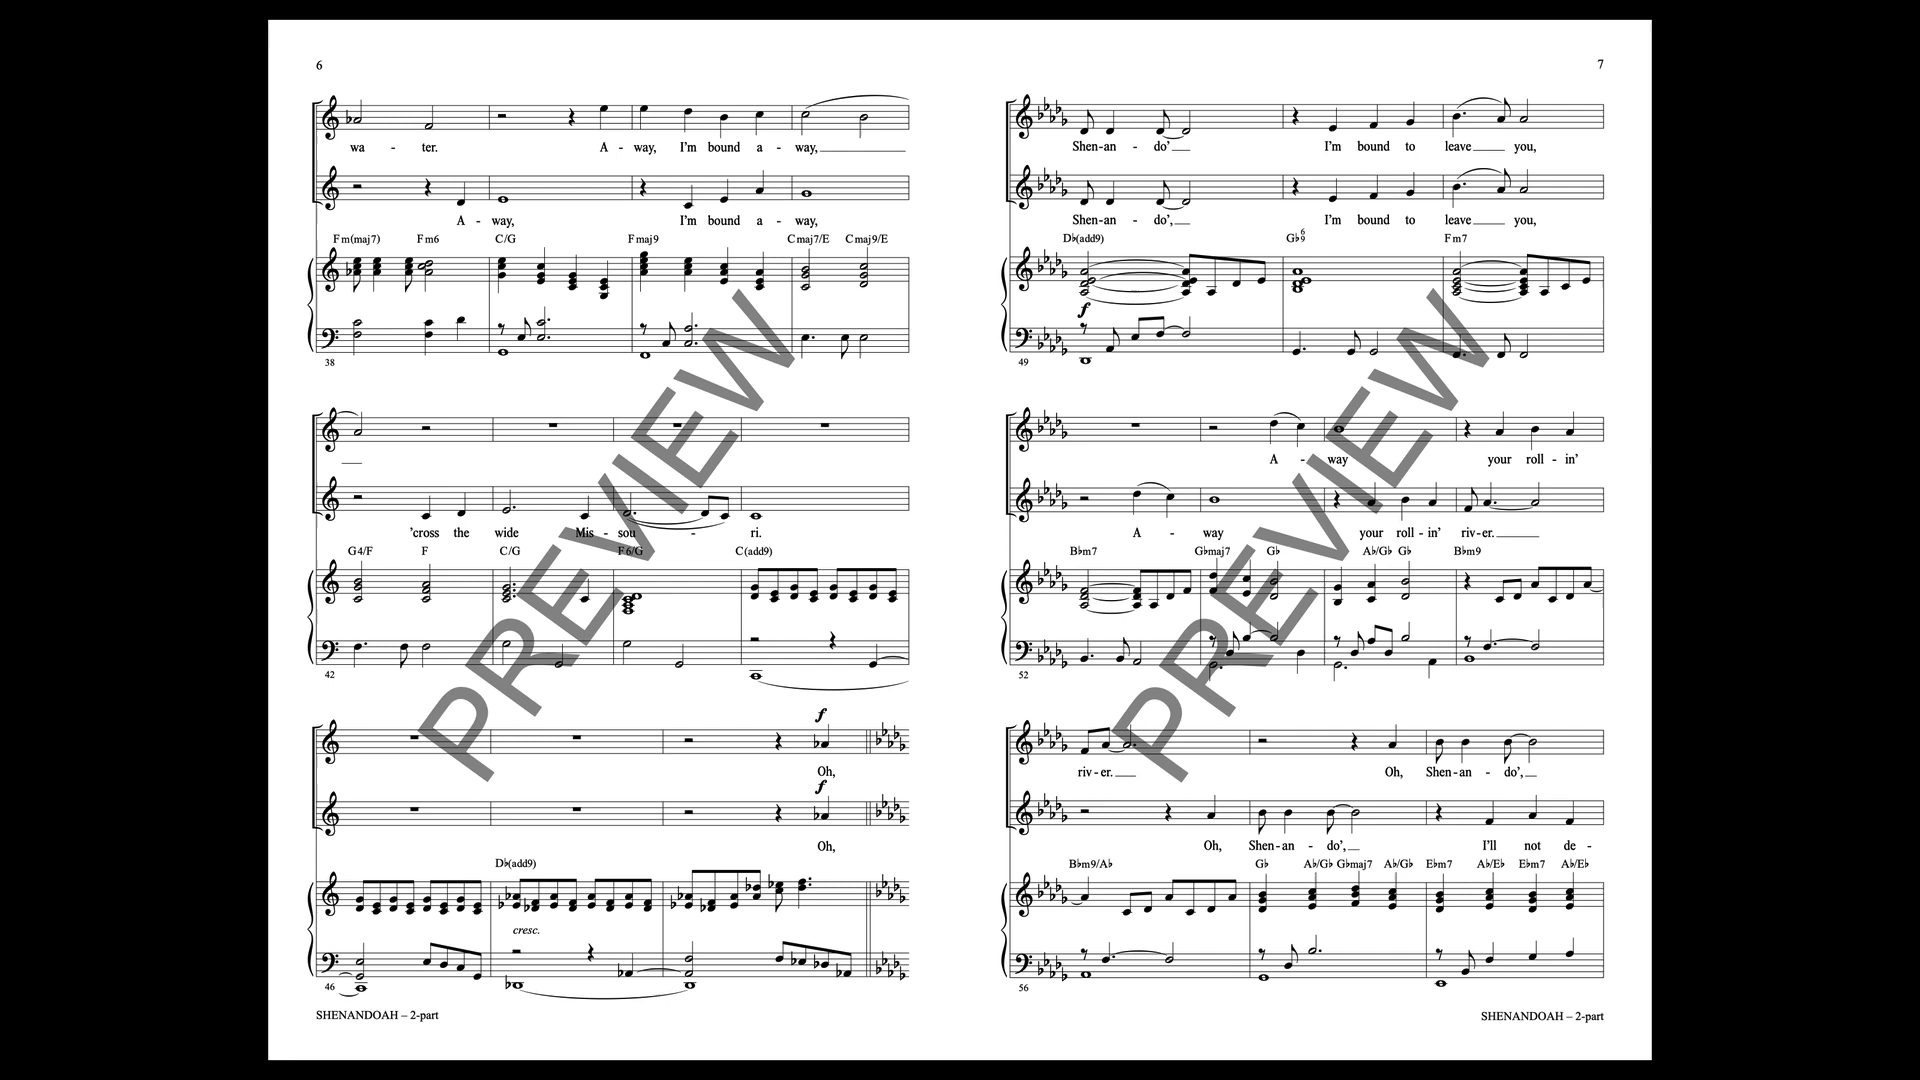 6
wa - ter. A - way, I'm bound a - way,
A - way, I'm bound a - way,
Fm(maj7) Fm6 C/G Fmaj9 Cmaj7/E Cmaj9/E
38
'cross the wide Mis - sou - ri.
G4/F F C/G F6/G C(add9)
42
f
Oh,
f
Oh,
D♭(add9)
cresc.
46
SHENANDOAH – 2-part
PREVIEW
7
Shen-an - do' I'm bound to leave you,
Shen-an - do', I'm bound to leave you,
D♭(add9) G♭6/9 Fm7
f
49
A - way your roll - in'
A - way your roll - in' riv-er.
B♭m7 G♭maj7 G♭ A♭/G♭ G♭ B♭m9
52
riv-er. Oh, Shen-an - do',
Oh, Shen-an - do', I'll not de -
B♭m9/A♭ G♭ A♭/G♭ G♭maj7 A♭/G♭ E♭m7 A♭/E♭ E♭m7 A♭/E♭
56
SHENANDOAH – 2-part
PREVIEW